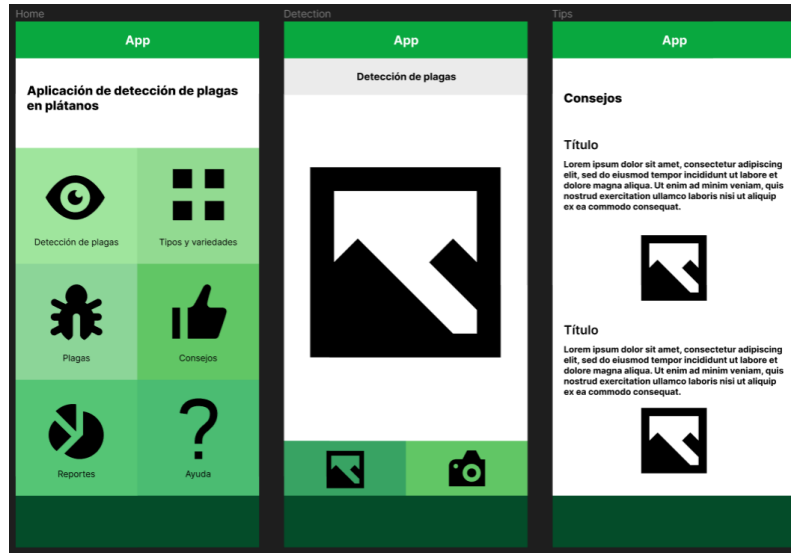 Home
App
Aplicación de detección de plagas
en plátanos
Detección de plagas
Tipos y variedades
Plagas
Consejos
Reportes
Ayuda
Detection
App
Detección de plagas
Tips
App
Consejos
Título
Lorem ipsum dolor sit amet, consectetur adipiscing
elit, sed do eiusmod tempor incididunt ut labore et
dolore magna aliqua. Ut enim ad minim veniam, quis
nostrud exercitation ullamco laboris nisi ut aliquip
ex ea commodo consequat.
Título
Lorem ipsum dolor sit amet, consectetur adipiscing
elit, sed do eiusmod tempor incididunt ut labore et
dolore magna aliqua. Ut enim ad minim veniam, quis
nostrud exercitation ullamco laboris nisi ut aliquip
ex ea commodo consequat.